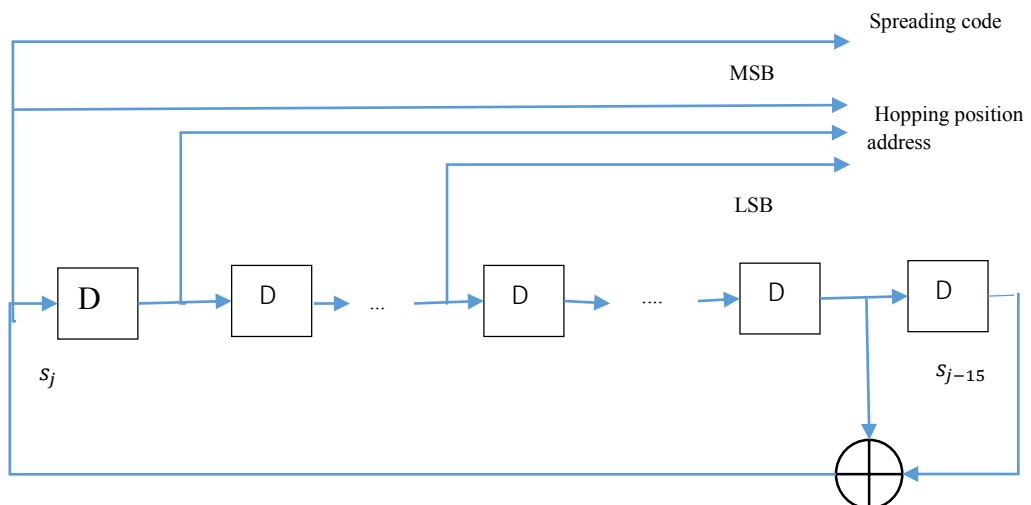 Spreading code
MSB
Hopping position
address
LSB
D
D
...
D
....
D
D
s_j
s_{j-15}